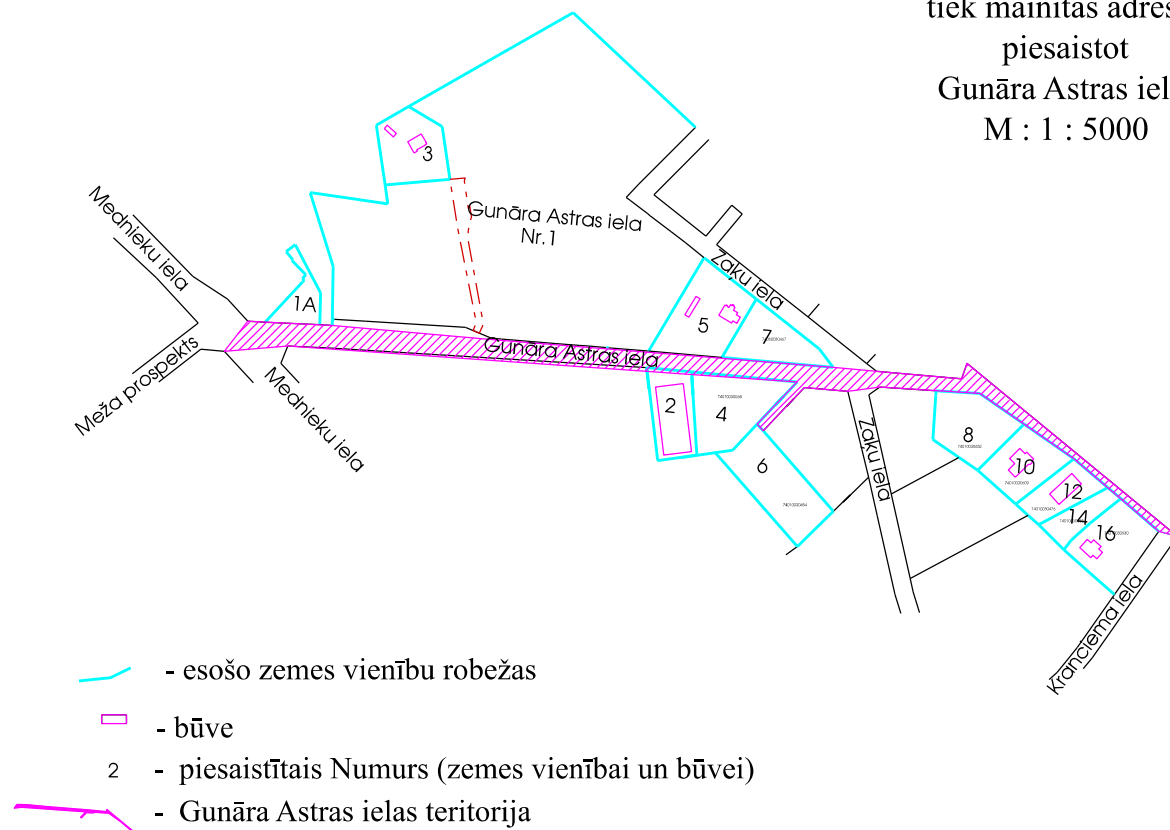 tiek mainītas adres
piesaistot
Gunāra Astras iel
M : 1 : 5000
3
Mednieku iela
Gunāra Astras iela
Nr.1
Zaķu iela
1A
5
7
Gunāra Astras iela
Meža prospekts
Mednieku iela
2
4
6
Zaķu iela
8
10
12
14
16
Kranciema iela
- esošo zemes vienību robežas
- būve
2 - piesaistītais Numurs (zemes vienībai un būvei)
- Gunāra Astras ielas teritorija